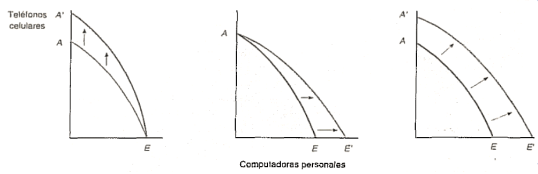 Teléfonos
celulares
A'
A
E
A
E E'
A'
A
E E'
Computadoras personales